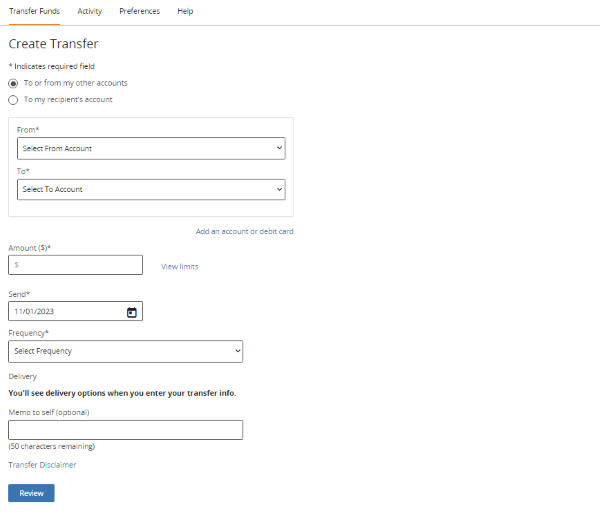 Transfer Funds Activity Preferences Help
Create Transfer
* Indicates required field
To or from my other accounts
To my recipient's account
From*
Select From Account
To*
Select To Account
Add an account or debit card
Amount ($)*
$
View limits
Send*
11/01/2023
Frequency*
Select Frequency
Delivery
You'll see delivery options when you enter your transfer info.
Memo to self (optional)
(50 characters remaining)
Transfer Disclaimer
Review